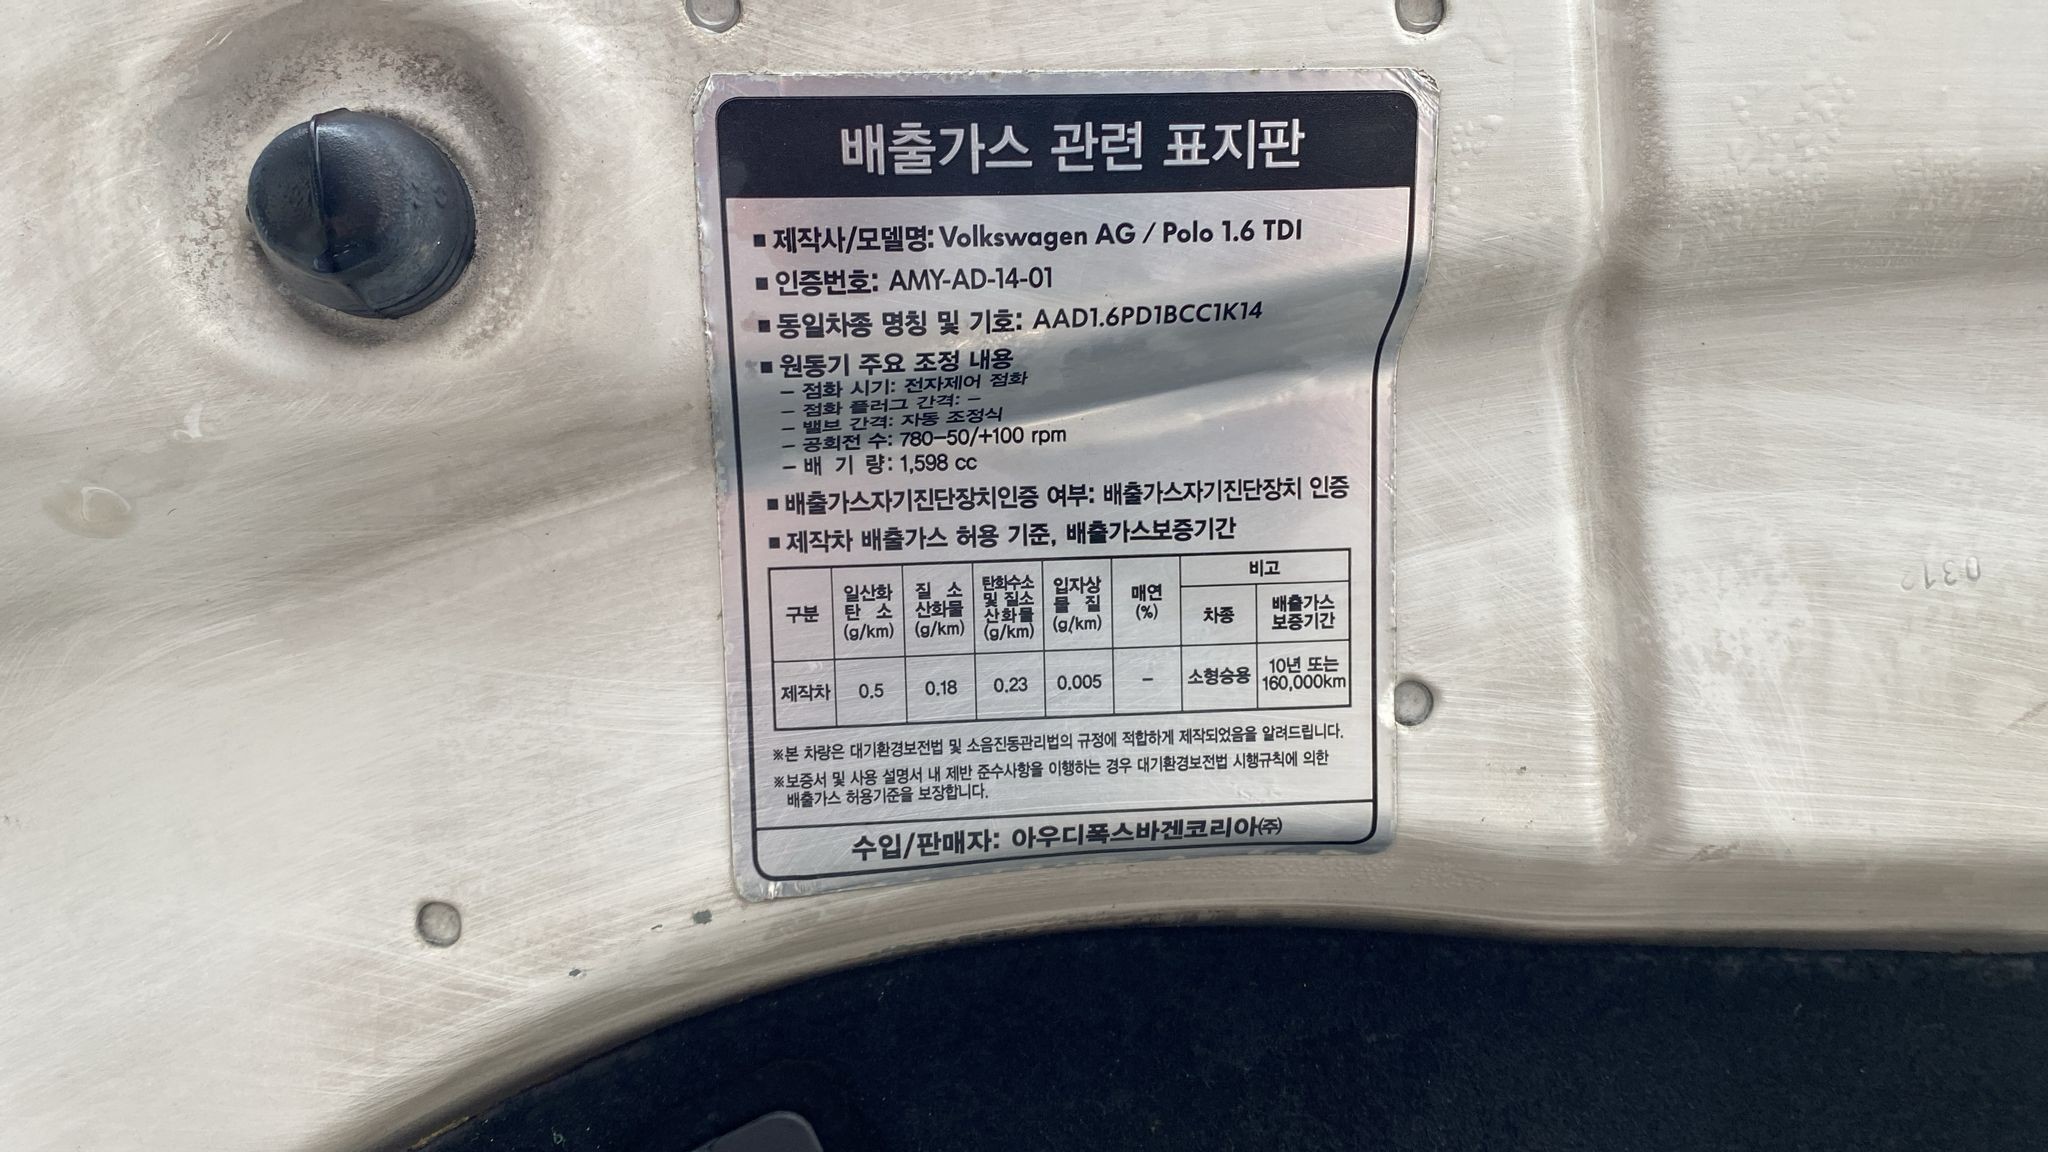 배출가스 관련 표지판
■ 제작사/모델명: Volkswagen AG / Polo 1.6 TDI
■ 인증번호: AMY-AD-14-01
■ 동일차종 명칭 및 기호: AAD1.6PD1BCC1K14
■ 원동기 주요 조정 내용
- 점화 시기: 전자제어 점화
- 점화 플러그 간격: -
- 밸브 간격: 자동 조정식
- 공회전 수: 780-50/+100 rpm
- 배 기 량: 1,598 cc
■ 배출가스자기진단장치인증 여부: 배출가스자기진단장치 인증
■ 제작차 배출가스 허용 기준, 배출가스보증기간
구분 일산화 탄 소 (g/km) 질 소 산화물 (g/km) 탄화수소 및 질소 산화물 (g/km) 입자상 물 질 (g/km) 매연 (%) 비고
차종 배출가스 보증기간
제작차 0.5 0.18 0.23 0.005 - 소형승용 10년 또는 160,000km
※본 차량은 대기환경보전법 및 소음진동관리법의 규정에 적합하게 제작되었음을 알려드립니다.
※보증서 및 사용 설명서 내 제반 준수사항을 이행하는 경우 대기환경보전법 시행규칙에 의한
배출가스 허용기준을 보장합니다.
수입/판매자: 아우디폭스바겐코리아㈜